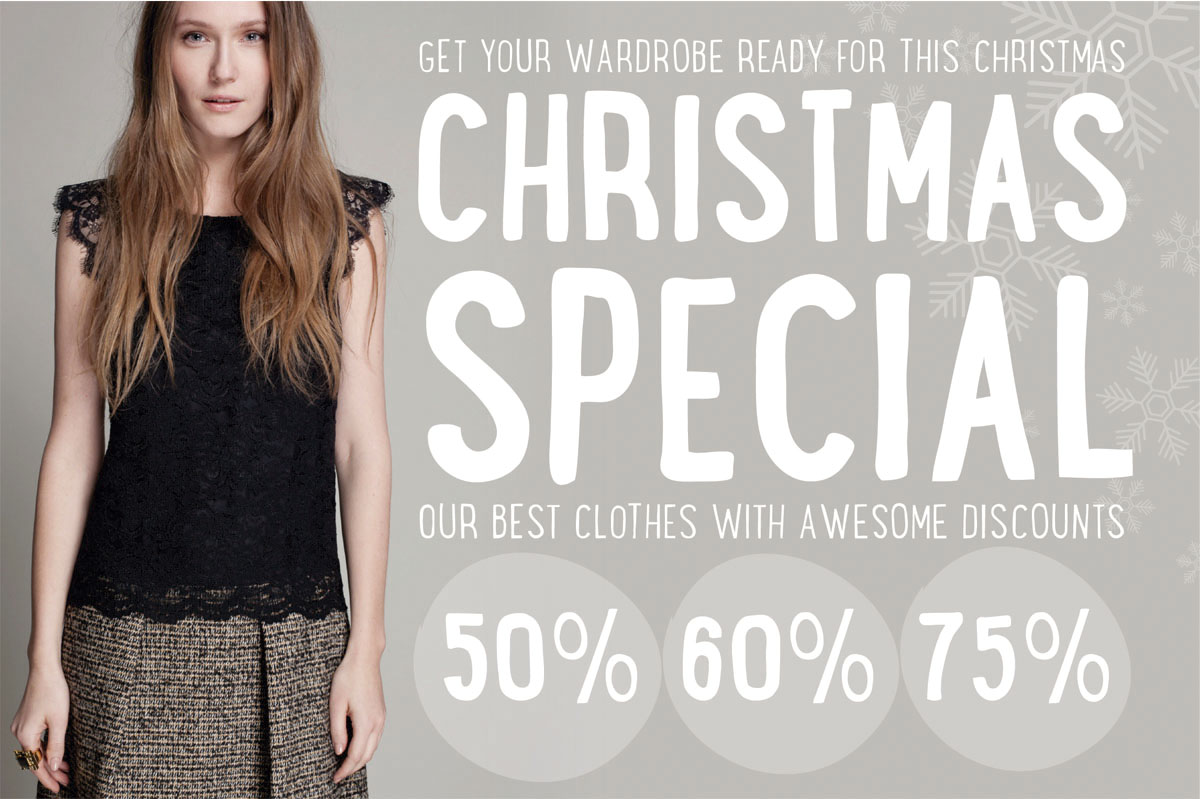 GET YOUR WARDROBE READY FOR THIS CHRISTMAS
CHRISTMAS
SPECIAL
OUR BEST CLOTHES WITH AWESOME DISCOUNTS
50% 60% 75%